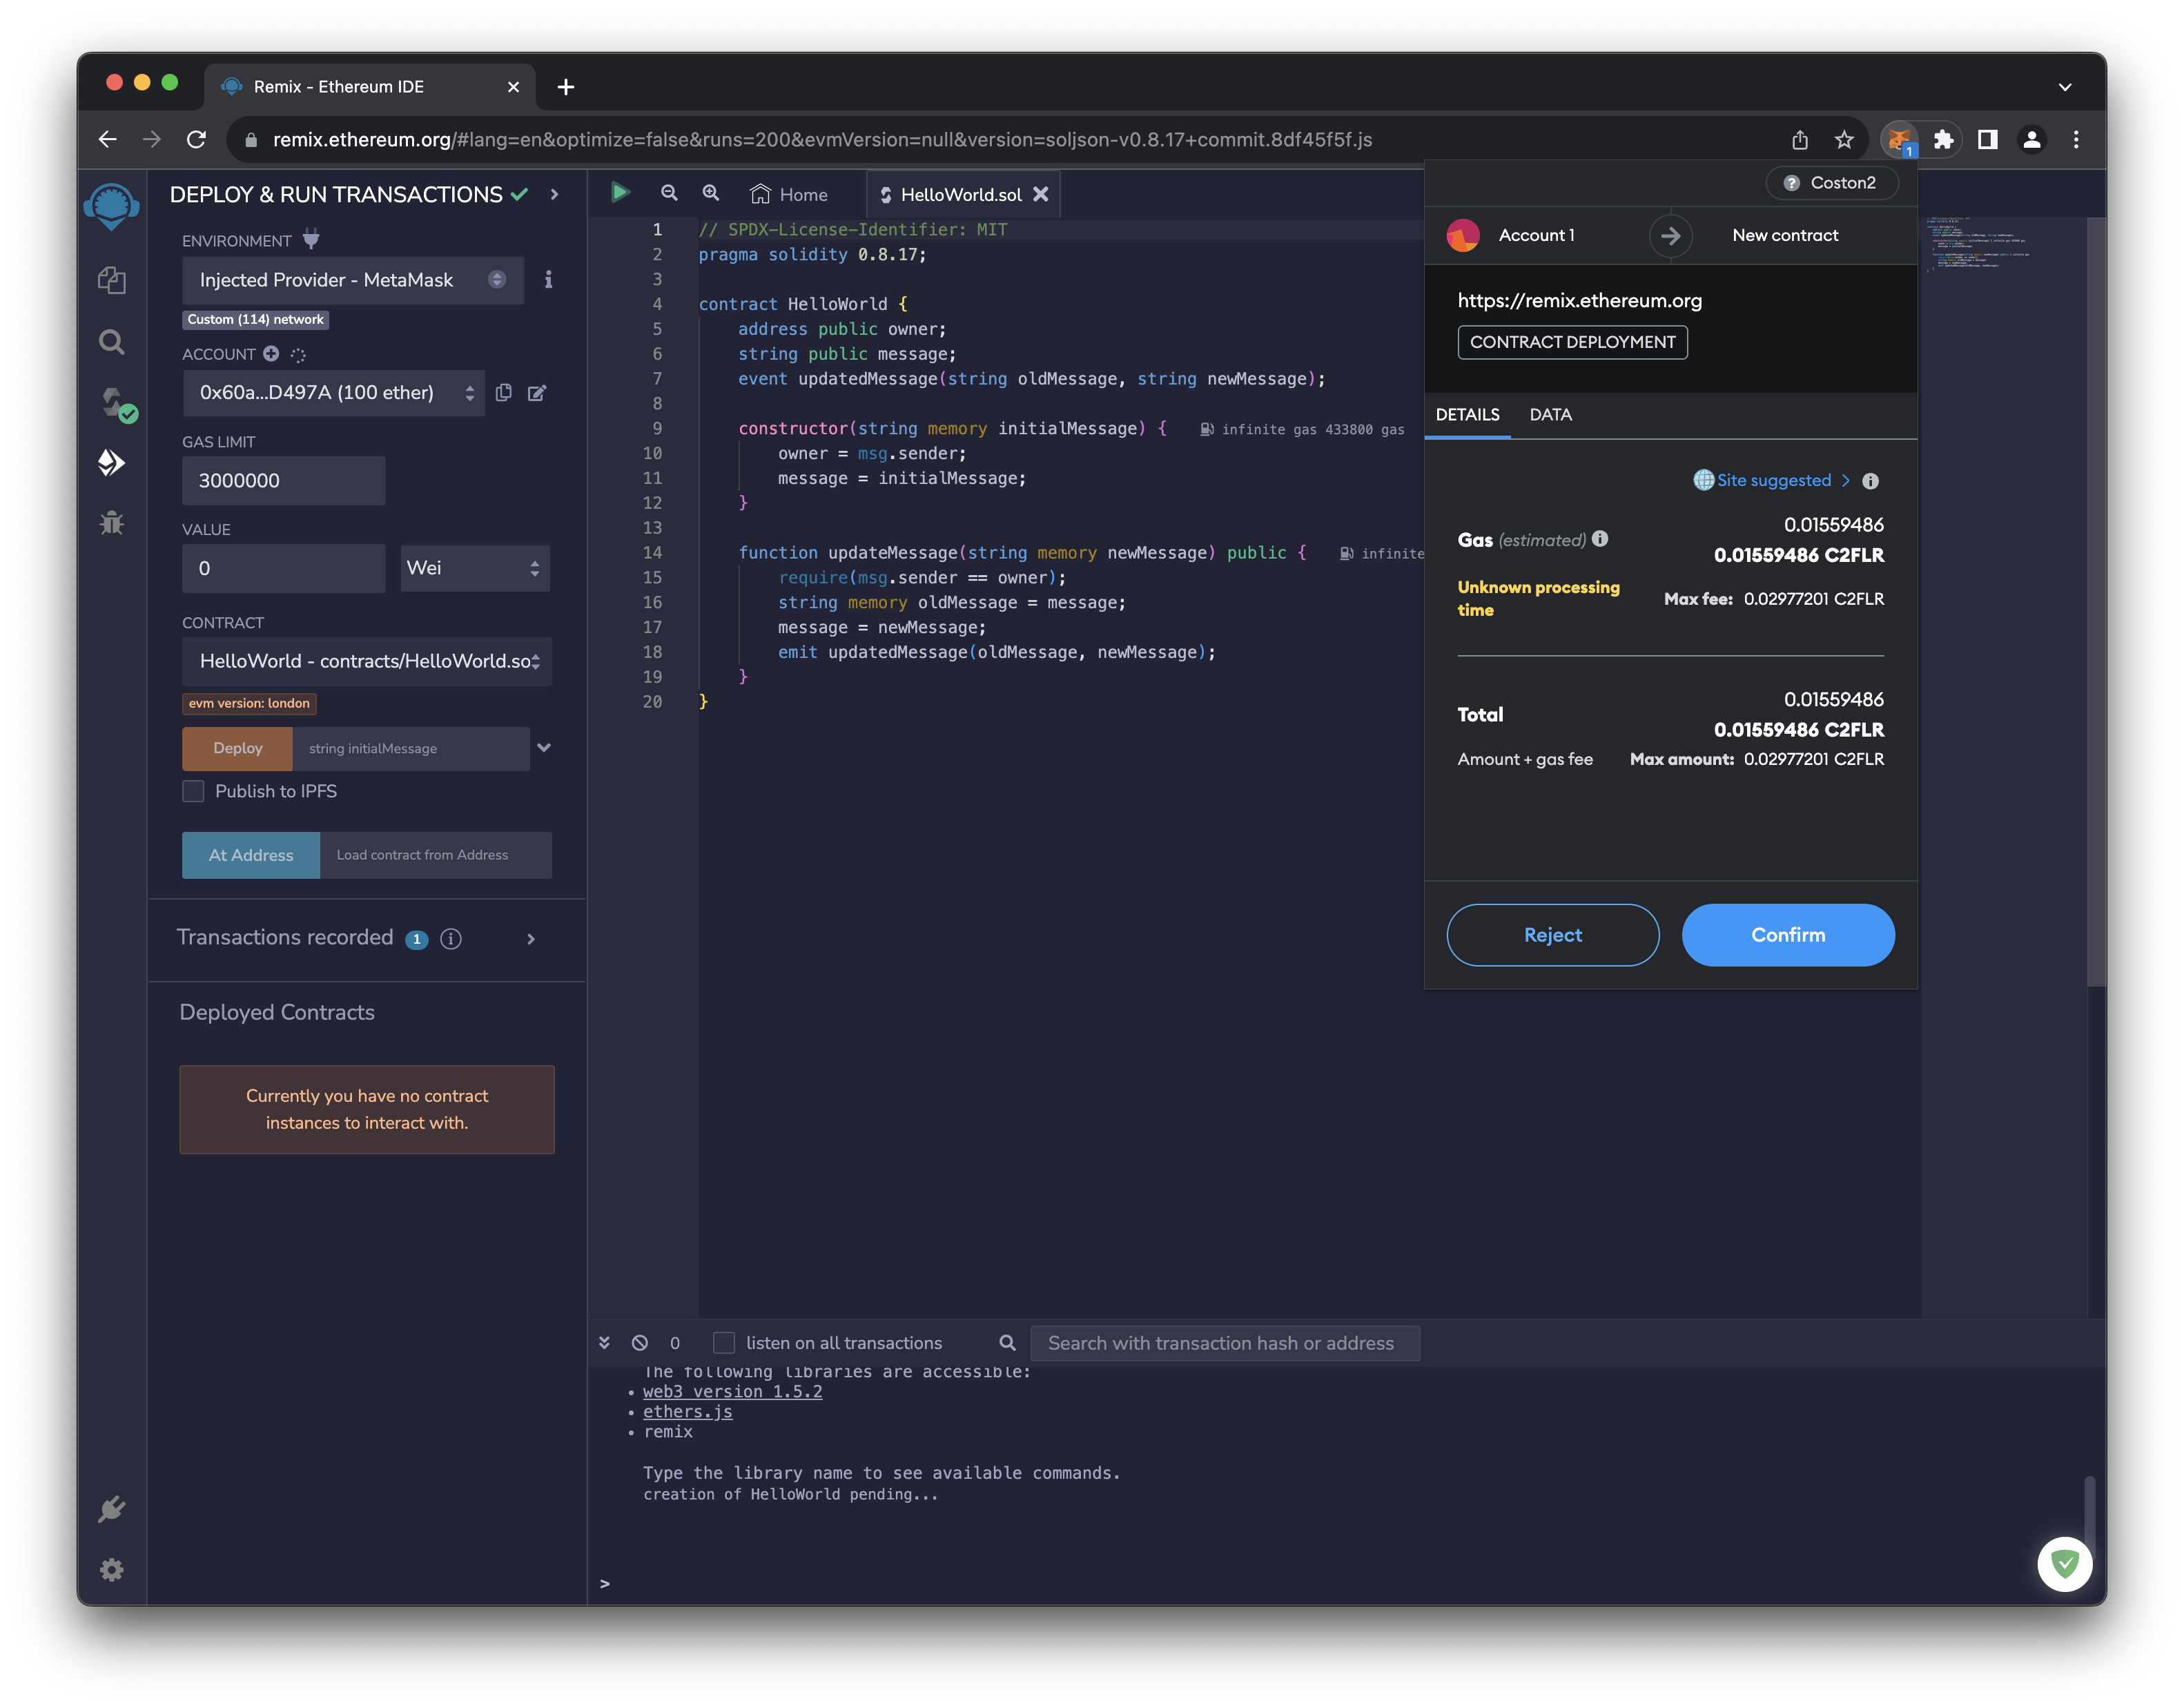 Remix - Ethereum IDE
remix.ethereum.org/#lang=en&optimize=false&runs=200&evmVersion=null&version=soljson-v0.8.17+commit.8df45f5f.js
1
DEPLOY & RUN TRANSACTIONS
ENVIRONMENT
Injected Provider - MetaMask
Custom (114) network
ACCOUNT
0x60a...D497A (100 ether)
GAS LIMIT
3000000
VALUE
0
Wei
CONTRACT
HelloWorld - contracts/HelloWorld.so
evm version: london
Deploy
string initialMessage
Publish to IPFS
At Address
Load contract from Address
Transactions recorded 1
Deployed Contracts
Currently you have no contract
instances to interact with.
Home
HelloWorld.sol
1 // SPDX-License-Identifier: MIT
2 pragma solidity 0.8.17;
3
4 contract HelloWorld {
5     address public owner;
6     string public message;
7     event updatedMessage(string oldMessage, string newMessage);
8
9     constructor(string memory initialMessage) { infinite gas 433800 gas
10         owner = msg.sender;
11         message = initialMessage;
12     }
13
14     function updateMessage(string memory newMessage) public { infinite
15         require(msg.sender == owner);
16         string memory oldMessage = message;
17         message = newMessage;
18         emit updatedMessage(oldMessage, newMessage);
19     }
20 }
Coston2
Account 1
New contract
https://remix.ethereum.org
CONTRACT DEPLOYMENT
DETAILS
DATA
Site suggested >
Gas (estimated)
0.01559486
0.01559486 C2FLR
Unknown processing
time
Max fee: 0.02977201 C2FLR
Total
0.01559486
0.01559486 C2FLR
Amount + gas fee
Max amount: 0.02977201 C2FLR
Reject
Confirm
0
listen on all transactions
Search with transaction hash or address
The following libraries are accessible:
• web3 version 1.5.2
• ethers.js
• remix
Type the library name to see available commands.
creation of HelloWorld pending...
>